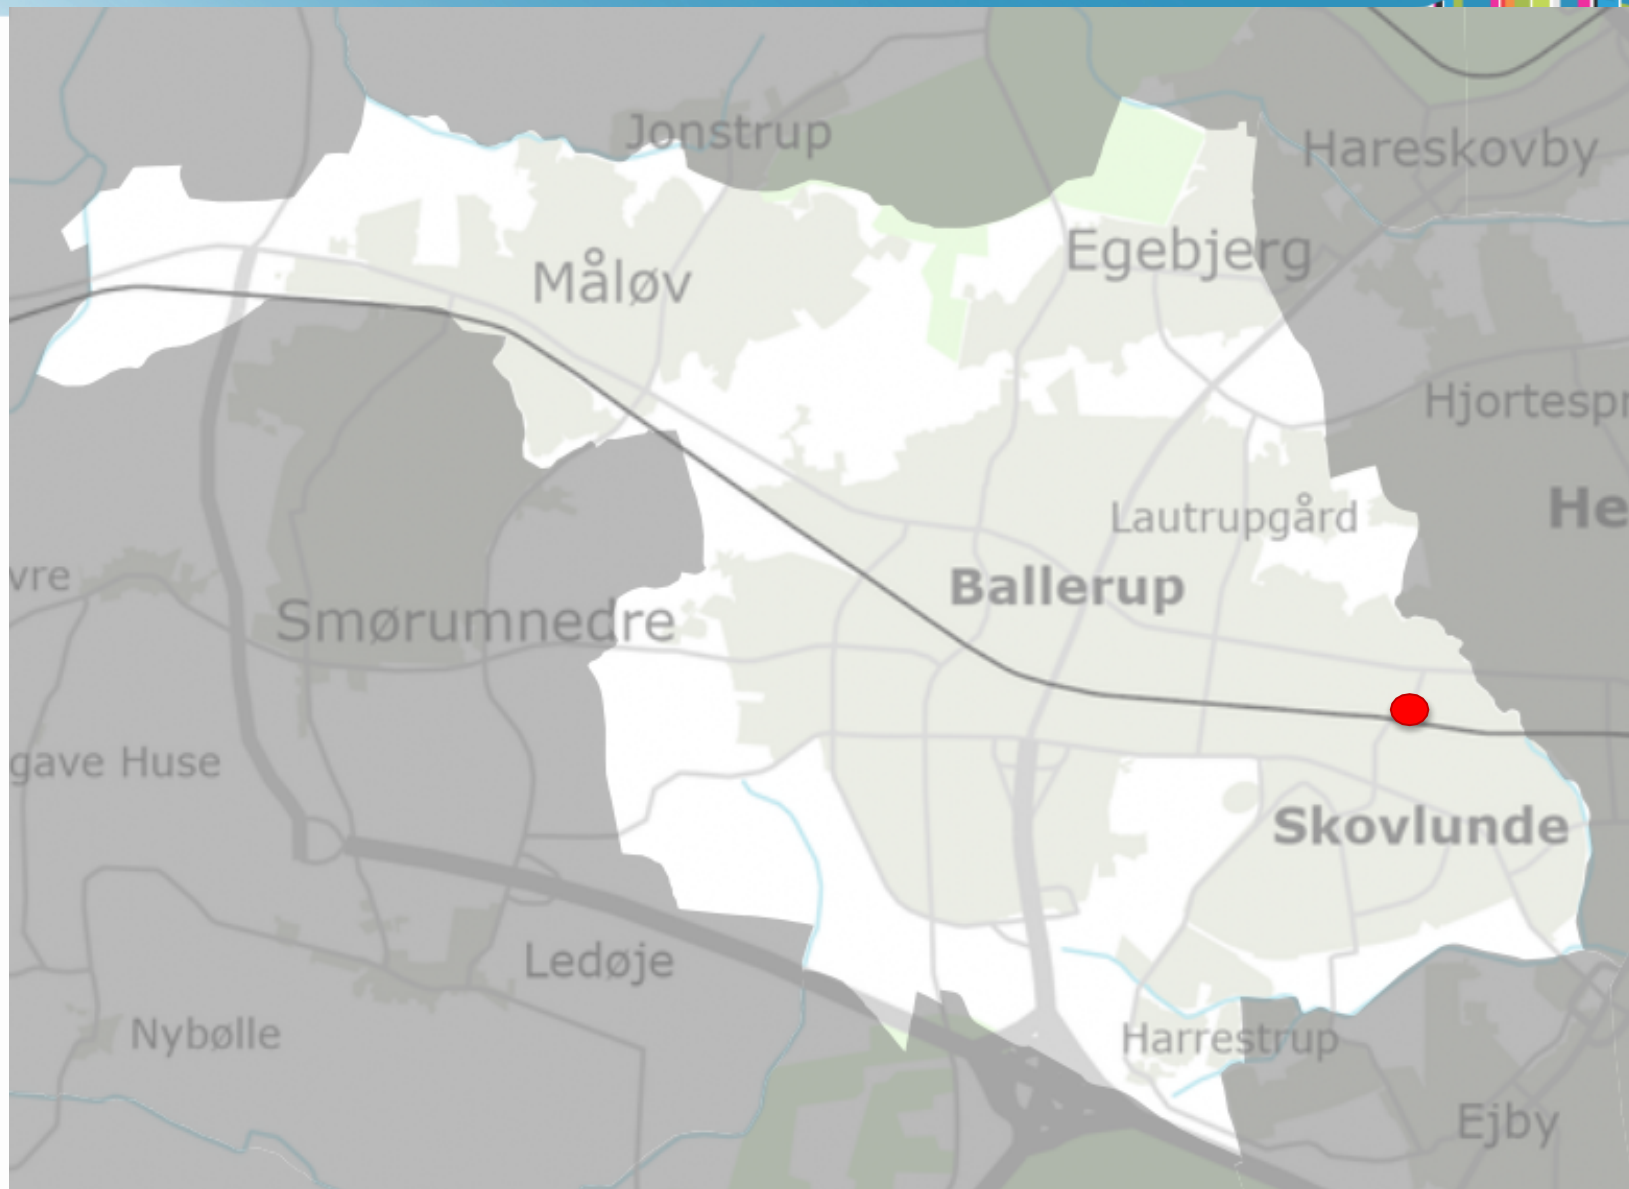 Jonstrup
Hareskovby
Egebjerg
Måløv
Hjortespr
Lautrupgård
He
vre
Ballerup
Smørumnedre
gave Huse
Skovlunde
Ledøje
Nybølle
Harrestrup
Ejby